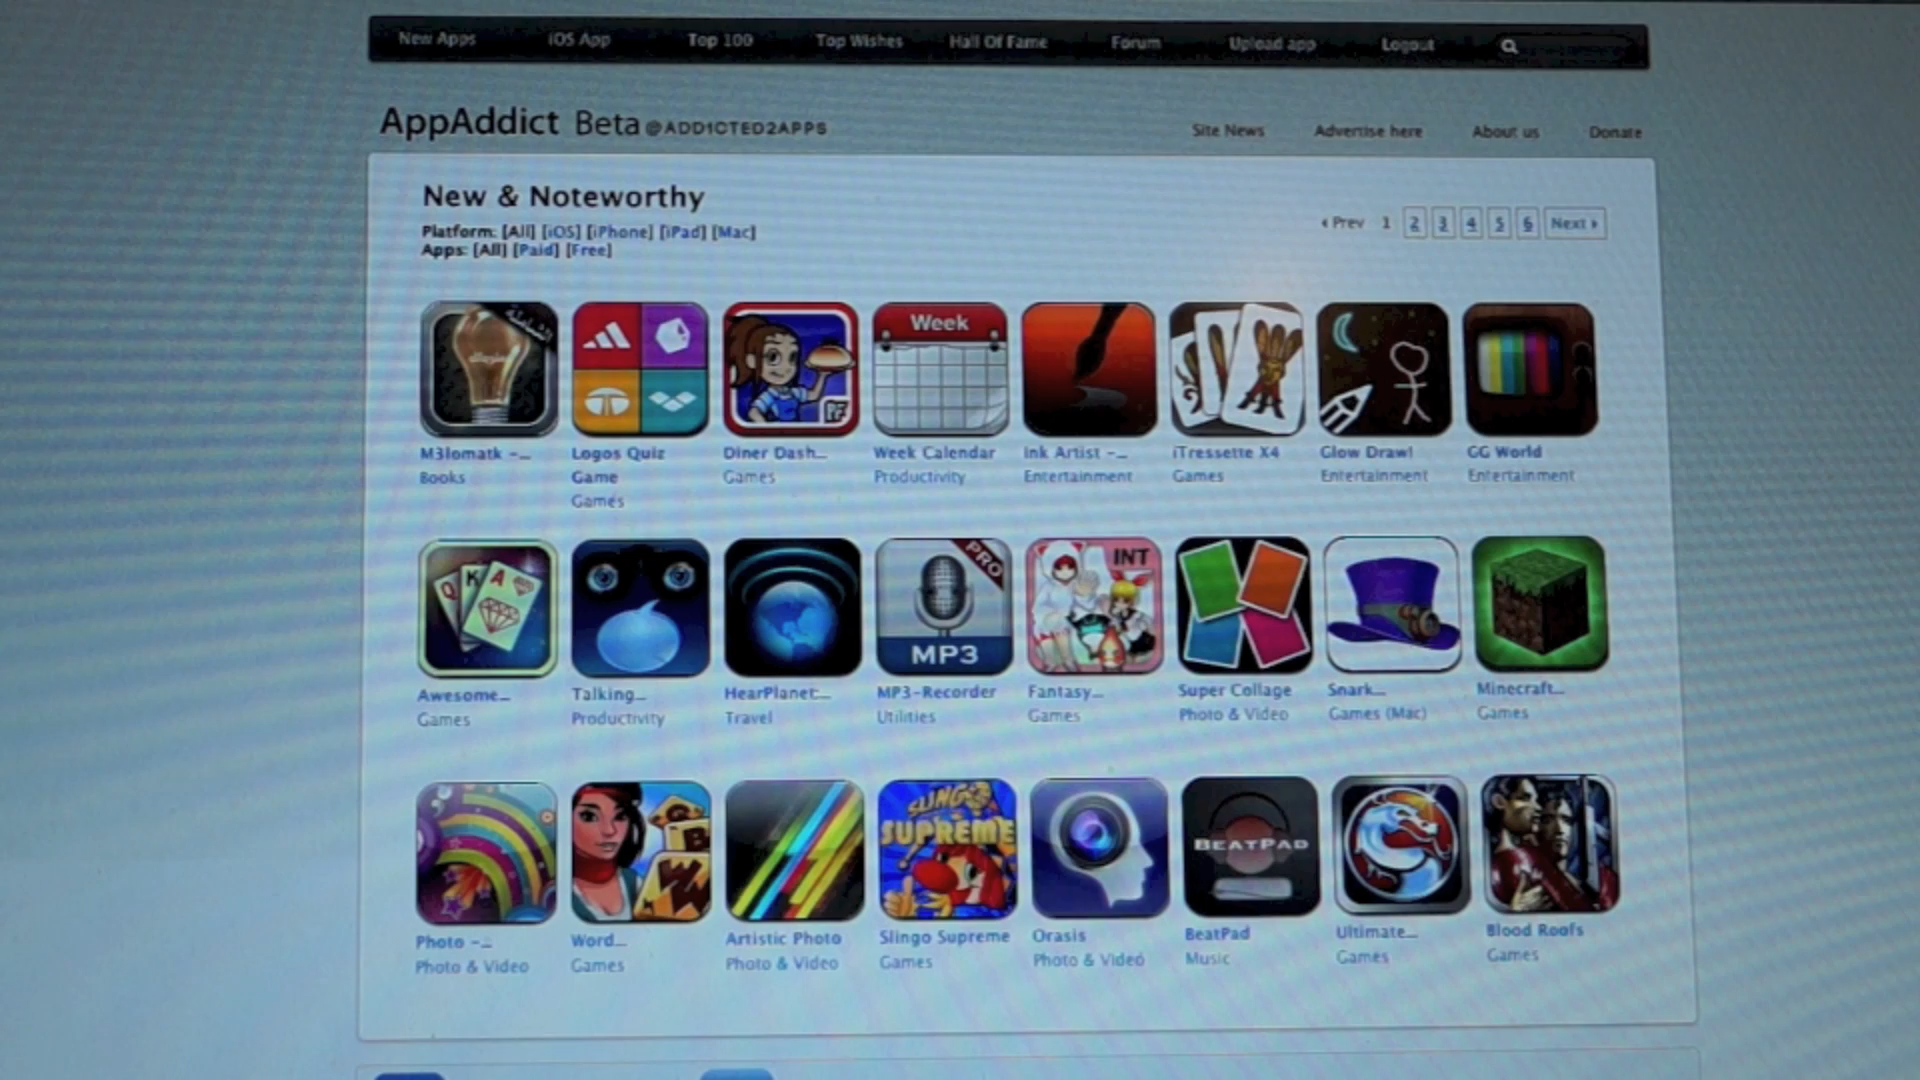 New Apps iOS App Top 100 Top Wishes Hall Of Fame Forum Upload app Logout
AppAddict Beta @ADD1CTED2APPS
Site News Advertise here About us Donate
New & Noteworthy
Platform: [All] [iOS] [iPhone] [iPad] [Mac]
Apps: [All] [Paid] [Free]
‹ Prev 1 2 3 4 5 6 Next ›
Week
PF
M3lomatk -... Logos Quiz Game Diner Dash... Week Calendar Ink Artist -... iTressette X4 Glow Draw! GG World
Books Games Games Productivity Entertainment Games Entertainment Entertainment
Q K A
PRO
MP3
INT
Awesome... Talking... HearPlanet... MP3-Recorder Fantasy... Super Collage Snark... Minecraft...
Games Productivity Travel Utilities Games Photo & Video Games (Mac) Games
G
B
W
SLINGO
SUPREME
BEATPAD
Photo -... Word... Artistic Photo Slingo Supreme Orasis BeatPad Ultimate... Blood Roofs
Photo & Video Games Photo & Video Games Photo & Video Music Games Games